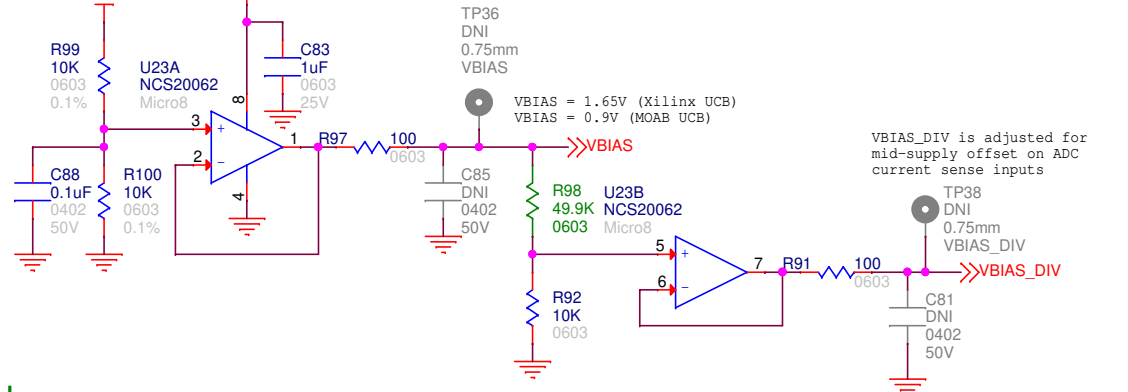 TP36
DNI
0.75mm
VBIAS
R99
10K
0603
0.1%
U23A
NCS20062
Micro8
C83
1uF
0603
25V
8
3
+
2
−
1
4
VBIAS = 1.65V (Xilinx UCB)
VBIAS = 0.9V (MOAB UCB)
R97
100
0603
VBIAS
C88
0.1uF
0402
50V
R100
10K
0603
0.1%
C85
DNI
0402
50V
R98
49.9K
0603
U23B
NCS20062
Micro8
5
+
6
−
7
R92
10K
0603
R91
100
0603
VBIAS_DIV is adjusted for
mid-supply offset on ADC
current sense inputs
TP38
DNI
0.75mm
VBIAS_DIV
VBIAS_DIV
C81
DNI
0402
50V